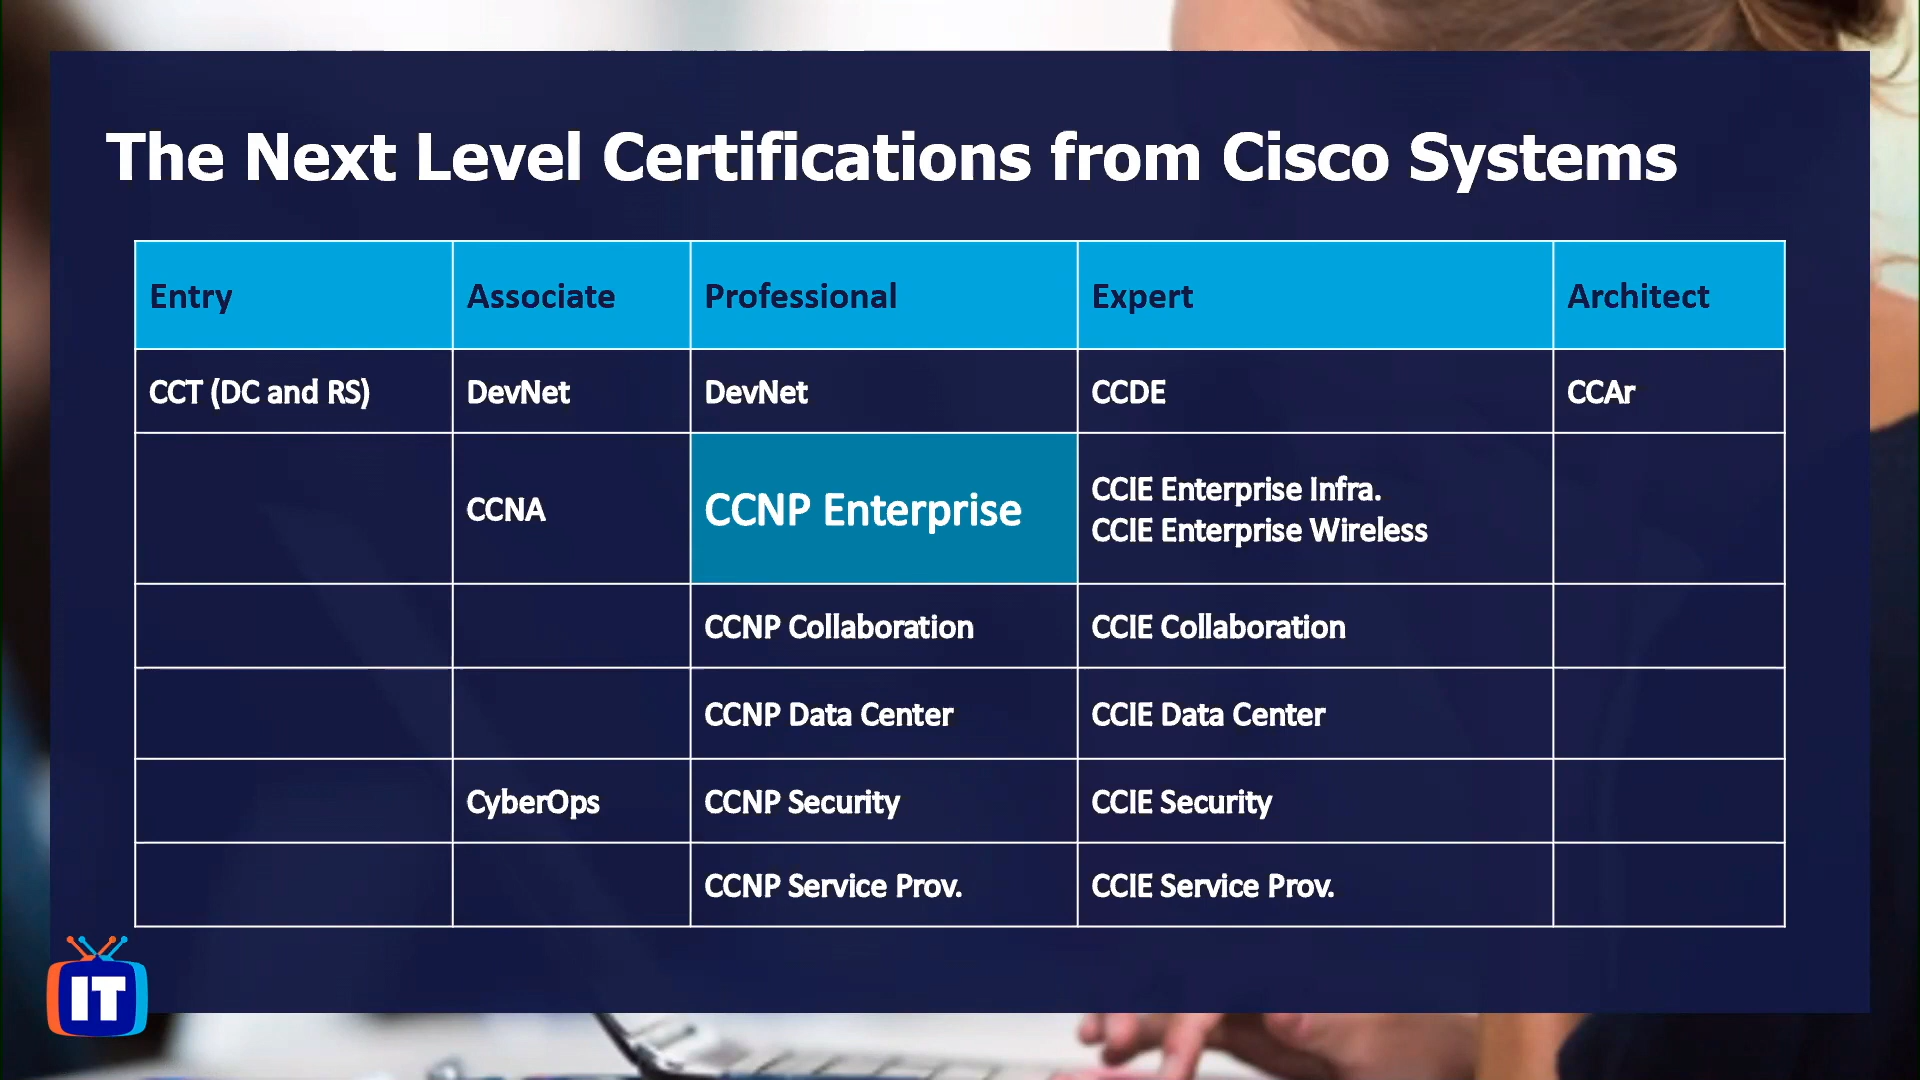 The Next Level Certifications from Cisco Systems
Entry Associate Professional Expert Architect
CCT (DC and RS) DevNet DevNet CCDE CCAr
CCNA CCNP Enterprise CCIE Enterprise Infra.
CCIE Enterprise Wireless
CCNP Collaboration CCIE Collaboration
CCNP Data Center CCIE Data Center
CyberOps CCNP Security CCIE Security
CCNP Service Prov. CCIE Service Prov.
IT